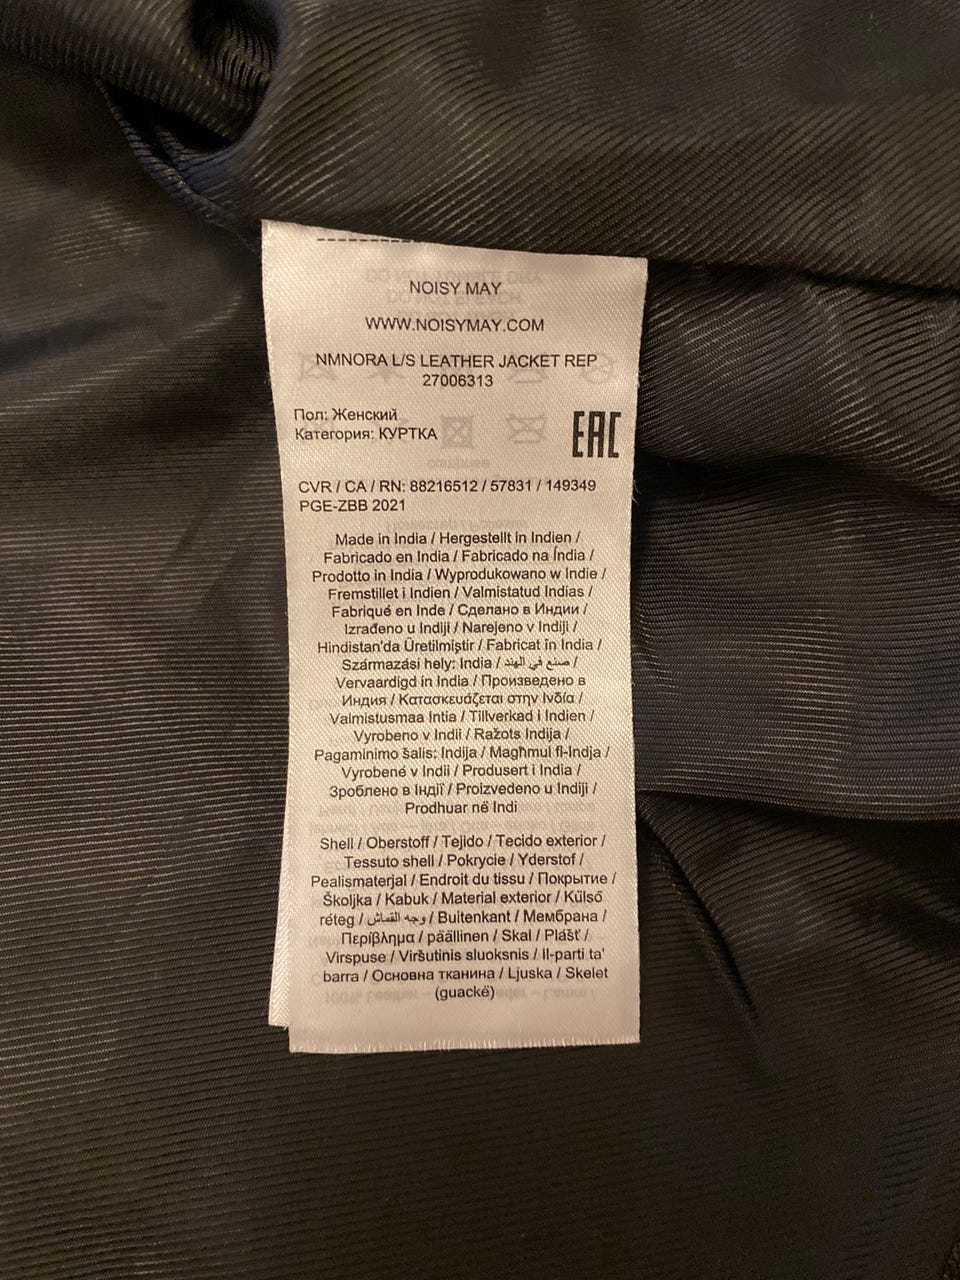 NOISY MAY
WWW.NOISYMAY.COM
NMNORA L/S LEATHER JACKET REP
27006313
Пол: Женский
Категория: КУРТКА
EAC
CVR / CA / RN: 88216512 / 57831 / 149349
PGE-ZBB 2021
Made in India / Hergestellt in Indien /
Fabricado en India / Fabricado na Índia /
Prodotto in India / Wyprodukowano w Indie /
Fremstillet i Indien / Valmistatud Indias /
Fabriqué en Inde / Сделано в Индии /
Izrađeno u Indiji / Narejeno v Indiji /
Hindistan'da Üretilmiştir / Fabricat în India /
Származási hely: India / صنع في الهند /
Vervaardigd in India / Произведено в
Индия / Κατασκευάζεται στην Ινδία /
Valmistusmaa Intia / Tillverkad i Indien /
Vyrobeno v Indii / Ražots Indija /
Pagaminimo šalis: Indija / Magħmul fl-Indja /
Vyrobené v Indii / Produsert i India /
Зроблено в Індії / Proizvedeno u Indiji /
Prodhuar në Indi
Shell / Oberstoff / Tejido / Tecido exterior /
Tessuto shell / Pokrycie / Yderstof /
Pealismaterjal / Endroit du tissu / Покрытие /
Školjka / Kabuk / Material exterior / Külső
réteg / وجه القماش / Buitenkant / Мембрана /
Περίβλημα / päällinen / Skal / Plášť /
Virspuse / Viršutinis sluoksnis / Il-parti ta'
barra / Основна тканина / Ljuska / Skelet
(guackë)